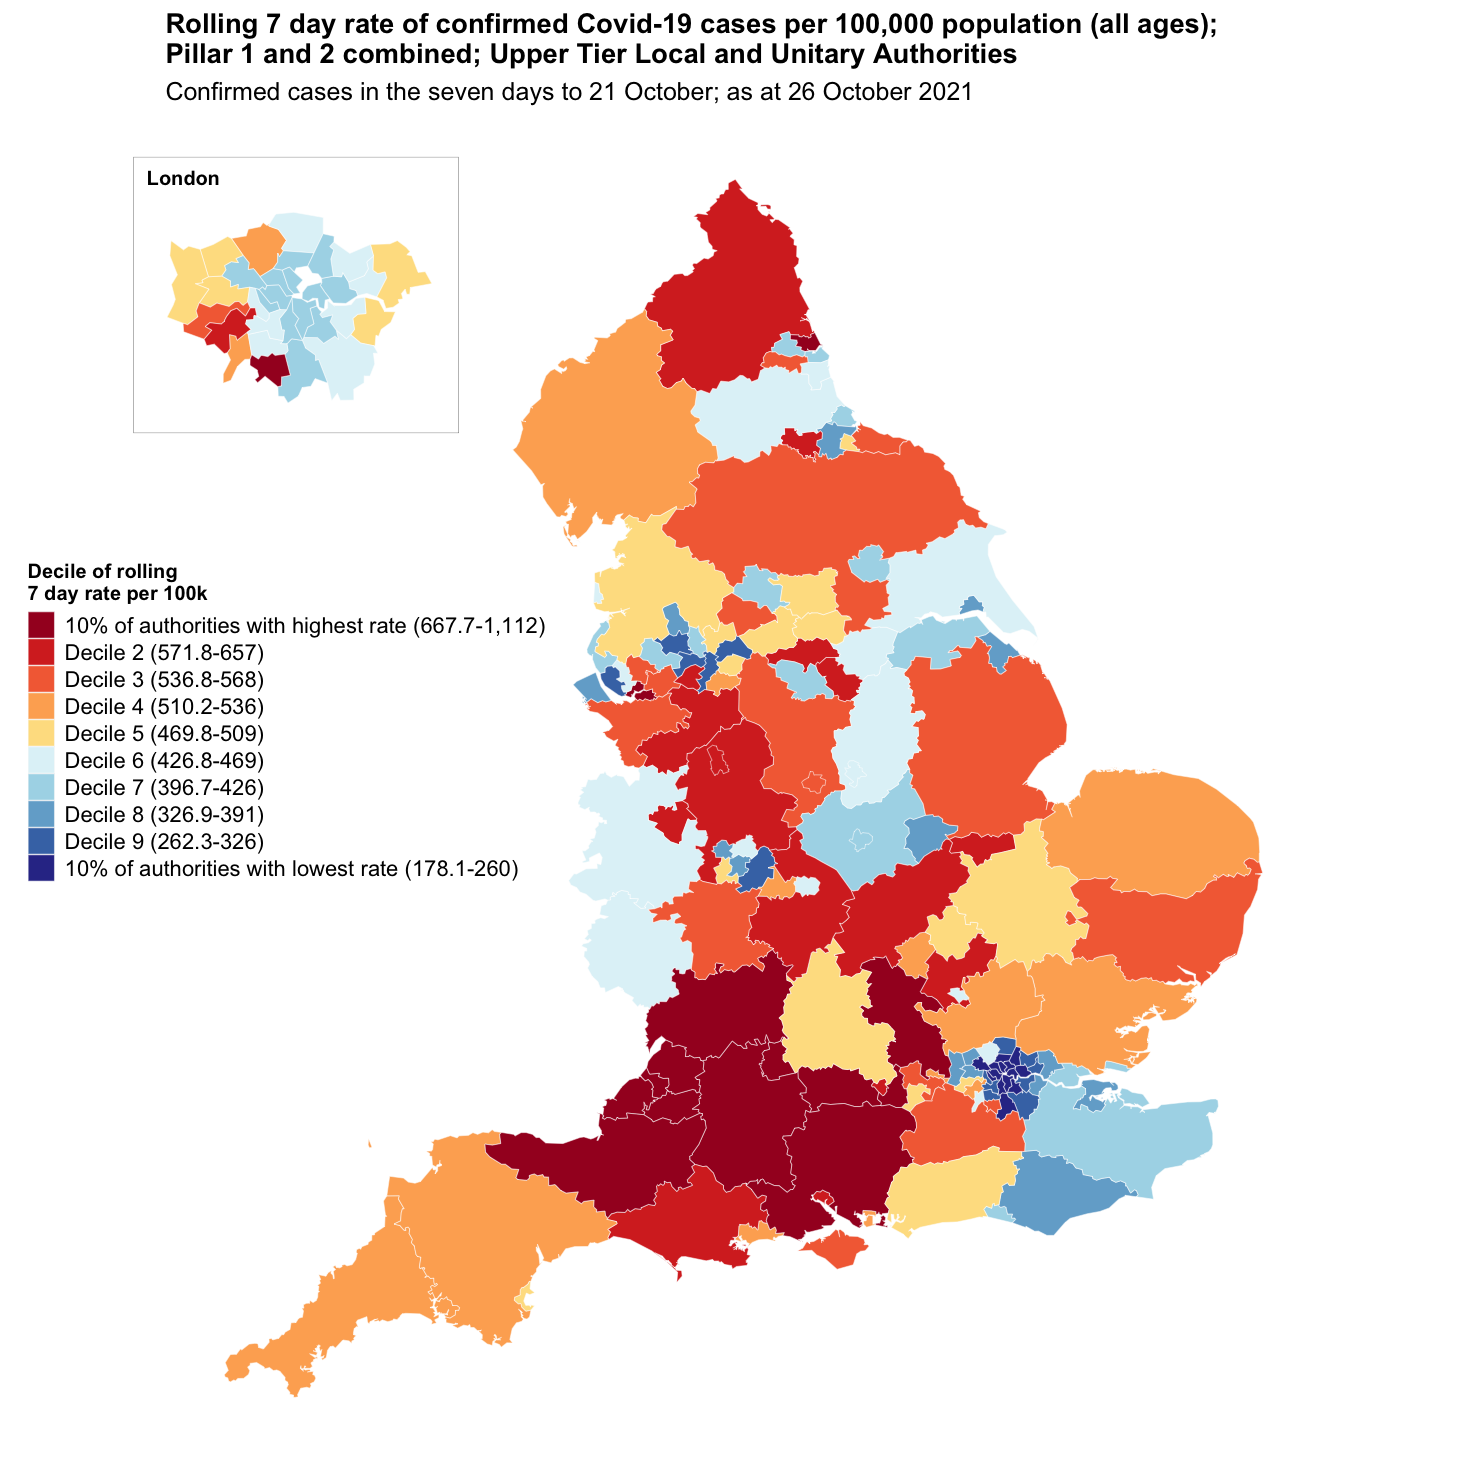 Rolling 7 day rate of confirmed Covid-19 cases per 100,000 population (all ages);
Pillar 1 and 2 combined; Upper Tier Local and Unitary Authorities
Confirmed cases in the seven days to 21 October; as at 26 October 2021
London
Decile of rolling
7 day rate per 100k
10% of authorities with highest rate (667.7-1,112)
Decile 2 (571.8-657)
Decile 3 (536.8-568)
Decile 4 (510.2-536)
Decile 5 (469.8-509)
Decile 6 (426.8-469)
Decile 7 (396.7-426)
Decile 8 (326.9-391)
Decile 9 (262.3-326)
10% of authorities with lowest rate (178.1-260)